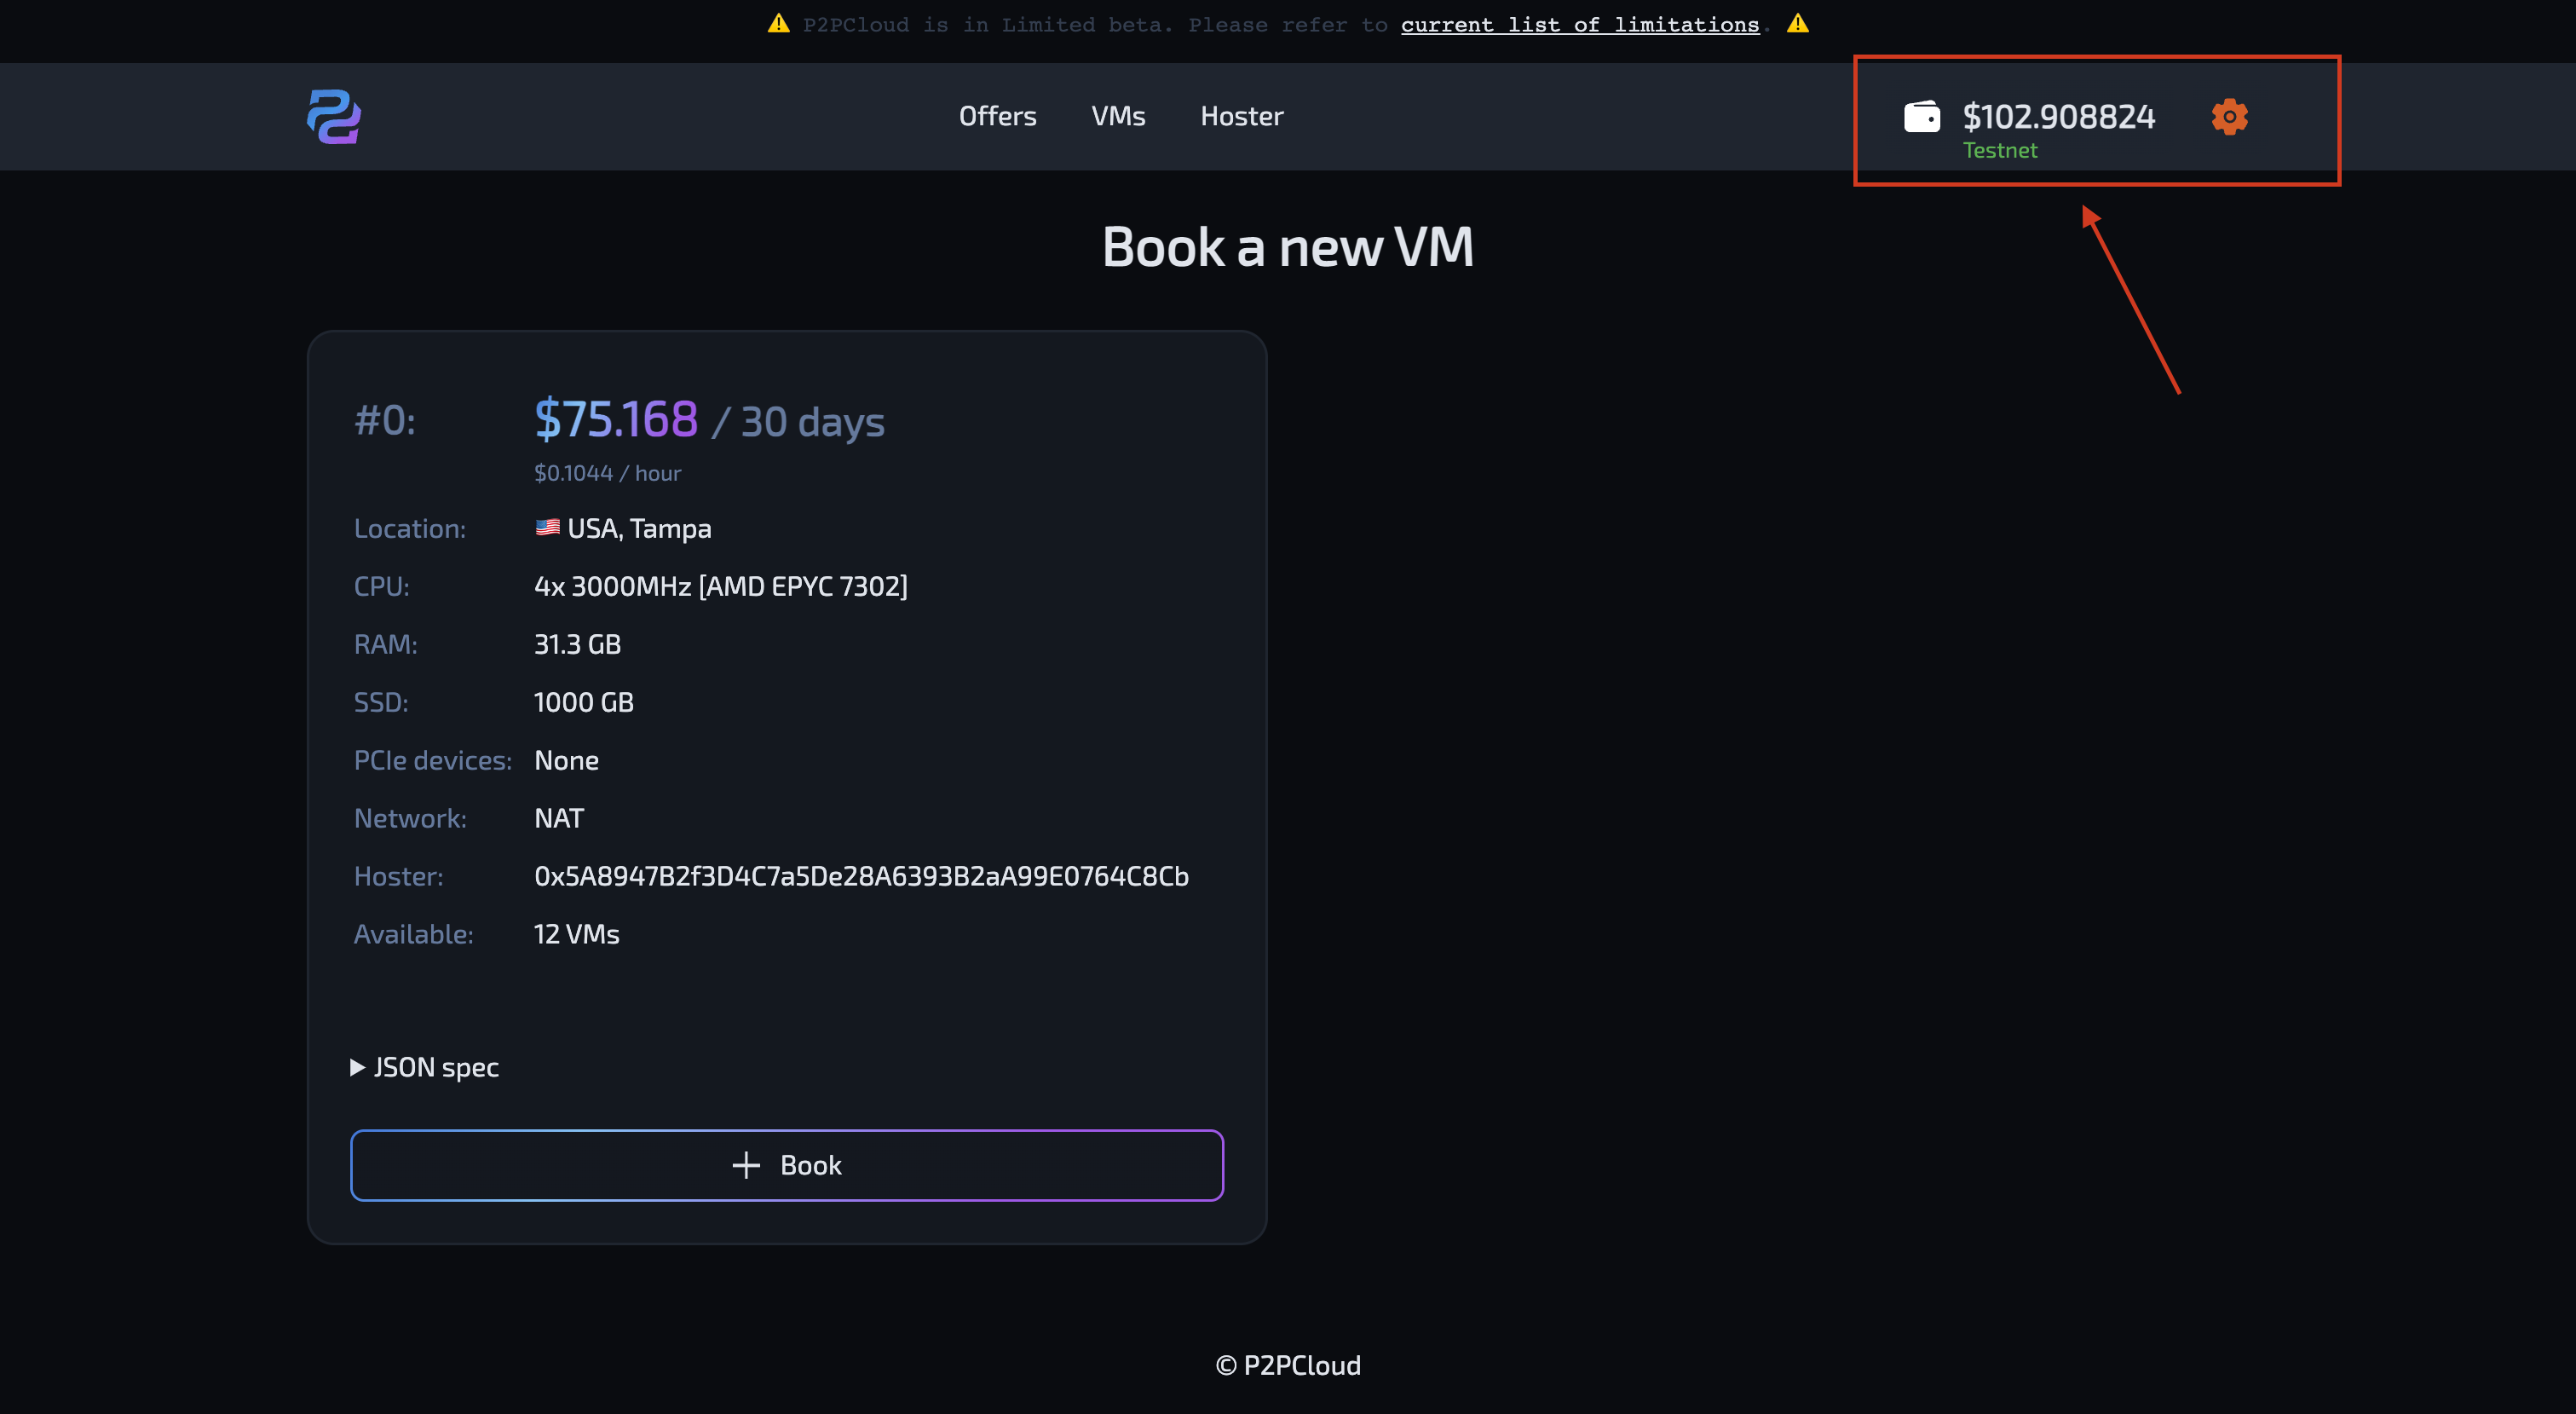 ⚠️ P2PCloud is in Limited beta. Please refer to current list of limitations. ⚠️
Offers VMs Hoster
$102.908824
Testnet
Book a new VM
#0: $75.168 / 30 days
$0.1044 / hour
Location: USA, Tampa
CPU: 4x 3000MHz [AMD EPYC 7302]
RAM: 31.3 GB
SSD: 1000 GB
PCIe devices: None
Network: NAT
Hoster: 0x5A8947B2f3D4C7a5De28A6393B2aA99E0764C8Cb
Available: 12 VMs
▶ JSON spec
+ Book
© P2PCloud